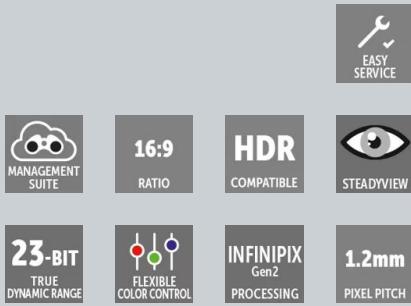 EASY
SERVICE
MANAGEMENT
SUITE
16:9
RATIO
HDR
COMPATIBLE
STEADYVIEW
23-BIT
TRUE
DYNAMIC RANGE
FLEXIBLE
COLOR CONTROL
INFINIPIX
Gen2
PROCESSING
1.2mm
PIXEL PITCH